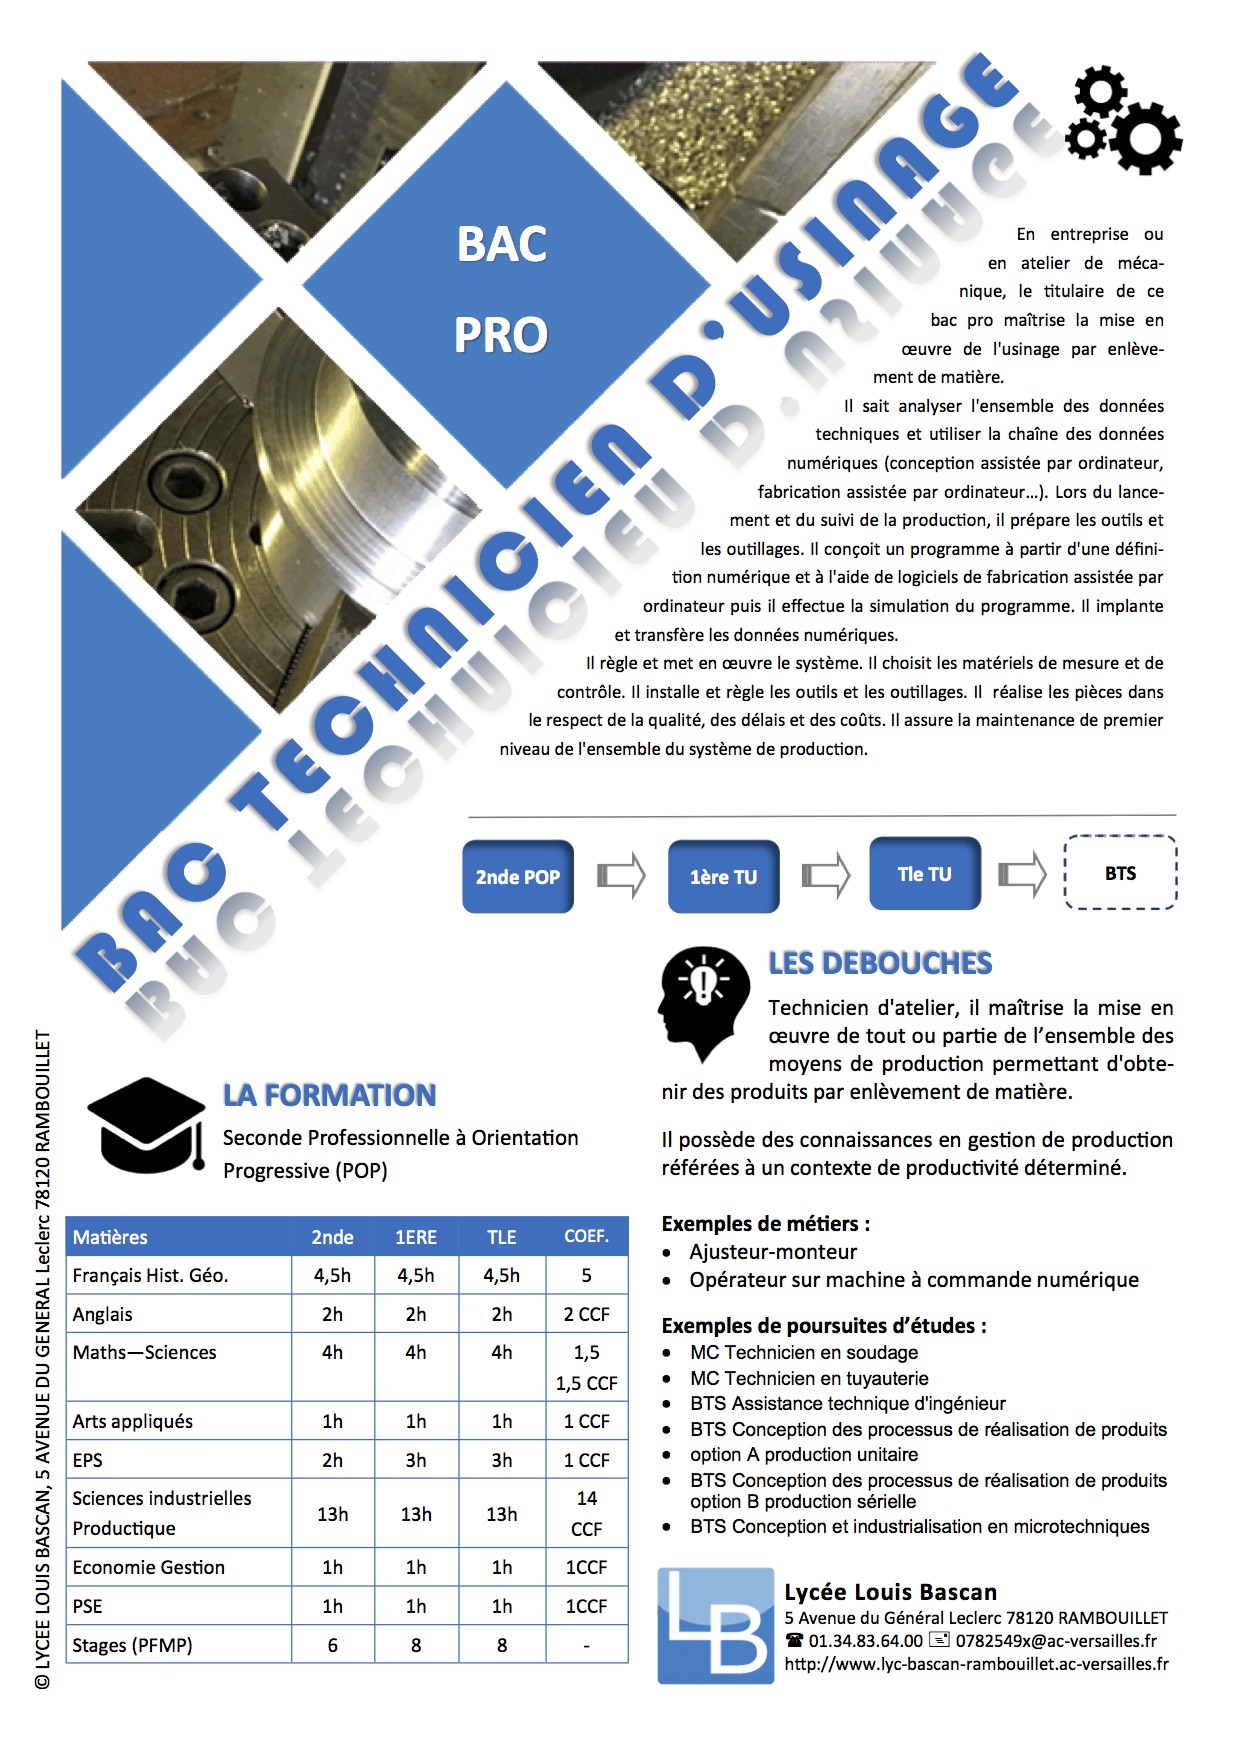 BAC
PRO
BAC TECHNICIEN D'USINAGE
En entreprise ou
en atelier de méca-
nique, le titulaire de ce
bac pro maîtrise la mise en
œuvre de l'usinage par enlève-
ment de matière.
Il sait analyser l'ensemble des données
techniques et utiliser la chaîne des données
numériques (conception assistée par ordinateur,
fabrication assistée par ordinateur…). Lors du lance-
ment et du suivi de la production, il prépare les outils et
les outillages. Il conçoit un programme à partir d'une défini-
tion numérique et à l'aide de logiciels de fabrication assistée par
ordinateur puis il effectue la simulation du programme. Il implante
et transfère les données numériques.
Il règle et met en œuvre le système. Il choisit les matériels de mesure et de
contrôle. Il installe et règle les outils et les outillages. Il  réalise les pièces dans
le respect de la qualité, des délais et des coûts. Il assure la maintenance de premier
niveau de l'ensemble du système de production.
2nde POP 1ère TU Tle TU BTS
LES DEBOUCHES
Technicien d'atelier, il maîtrise la mise en
œuvre de tout ou partie de l’ensemble des
moyens de production permettant d'obte-
nir des produits par enlèvement de matière.
Il possède des connaissances en gestion de production
référées à un contexte de productivité déterminé.
Exemples de métiers :
• Ajusteur-monteur
• Opérateur sur machine à commande numérique
Exemples de poursuites d’études :
• MC Technicien en soudage
• MC Technicien en tuyauterie
• BTS Assistance technique d'ingénieur
• BTS Conception des processus de réalisation de produits
• option A production unitaire
• BTS Conception des processus de réalisation de produits
option B production sérielle
• BTS Conception et industrialisation en microtechniques
LA FORMATION
Seconde Professionnelle à Orientation
Progressive (POP)
Matières 2nde 1ERE TLE COEF.
Français Hist. Géo. 4,5h 4,5h 4,5h 5
Anglais 2h 2h 2h 2 CCF
Maths—Sciences 4h 4h 4h 1,5
1,5 CCF
Arts appliqués 1h 1h 1h 1 CCF
EPS 2h 3h 3h 1 CCF
Sciences industrielles 14
Productique 13h 13h 13h CCF
Economie Gestion 1h 1h 1h 1CCF
PSE 1h 1h 1h 1CCF
Stages (PFMP) 6 8 8 -
LB
Lycée Louis Bascan
5 Avenue du Général Leclerc 78120 RAMBOUILLET
☎ 01.34.83.64.00 0782549x@ac-versailles.fr
http://www.lyc-bascan-rambouillet.ac-versailles.fr
© LYCEE LOUIS BASCAN, 5 AVENUE DU GENERAL Leclerc 78120 RAMBOUILLET